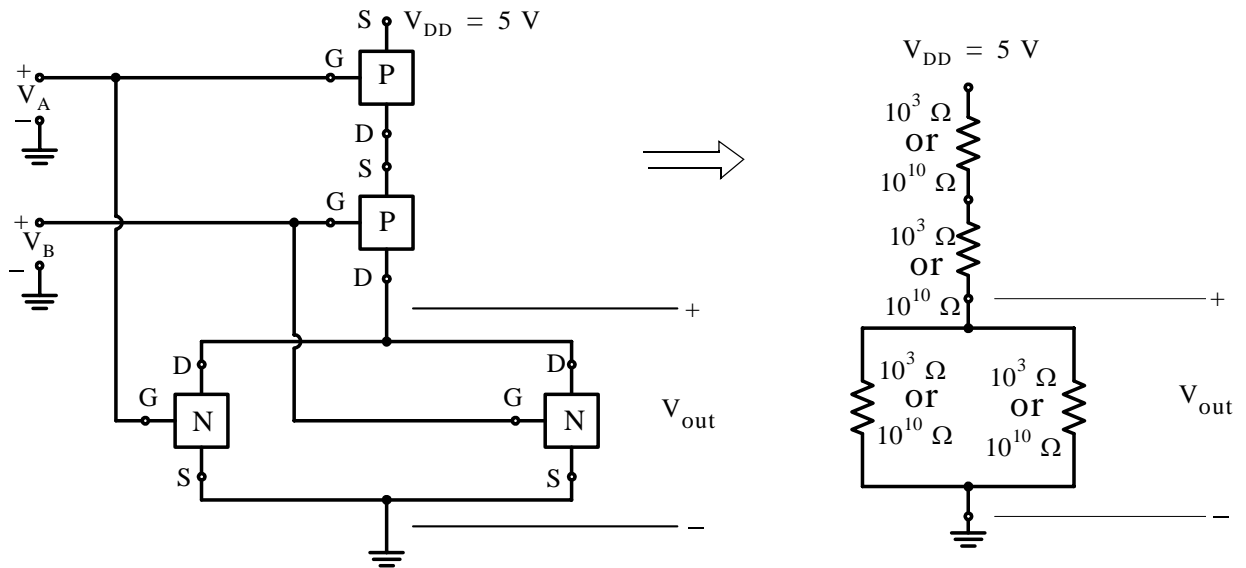 S V_DD = 5 V
G
P
+
V_A
−
D
S
G
P
+
V_B
−
D
+
D
D
G
N
G
N
V_out
S
S
−
V_DD = 5 V
10^3 Ω
or
10^10 Ω
10^3 Ω
or
10^10 Ω
+
10^3 Ω
or
10^10 Ω
10^3 Ω
or
10^10 Ω
V_out
−